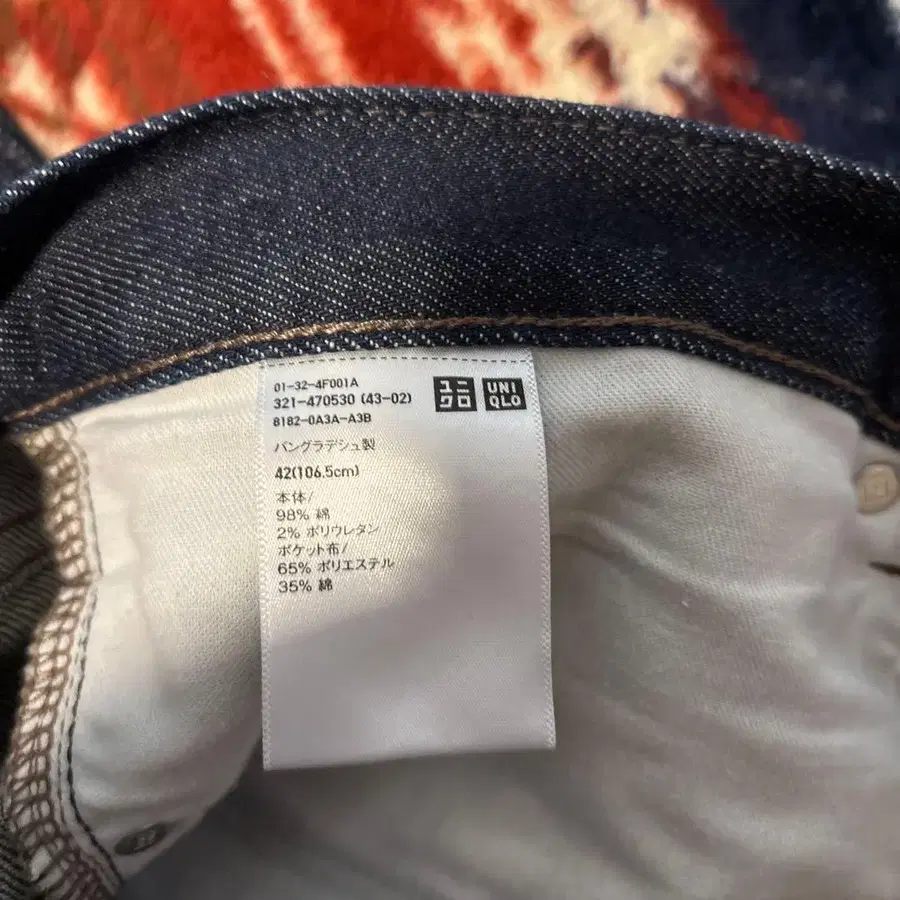 01-32-4F001A
321-470530 (43-02)
8182-0A3A-A3B
ユニクロ
UNIQLO
バングラデシュ製
42(106.5cm)
本体/
98% 綿
2% ポリウレタン
ポケット布/
65% ポリエステル
35% 綿